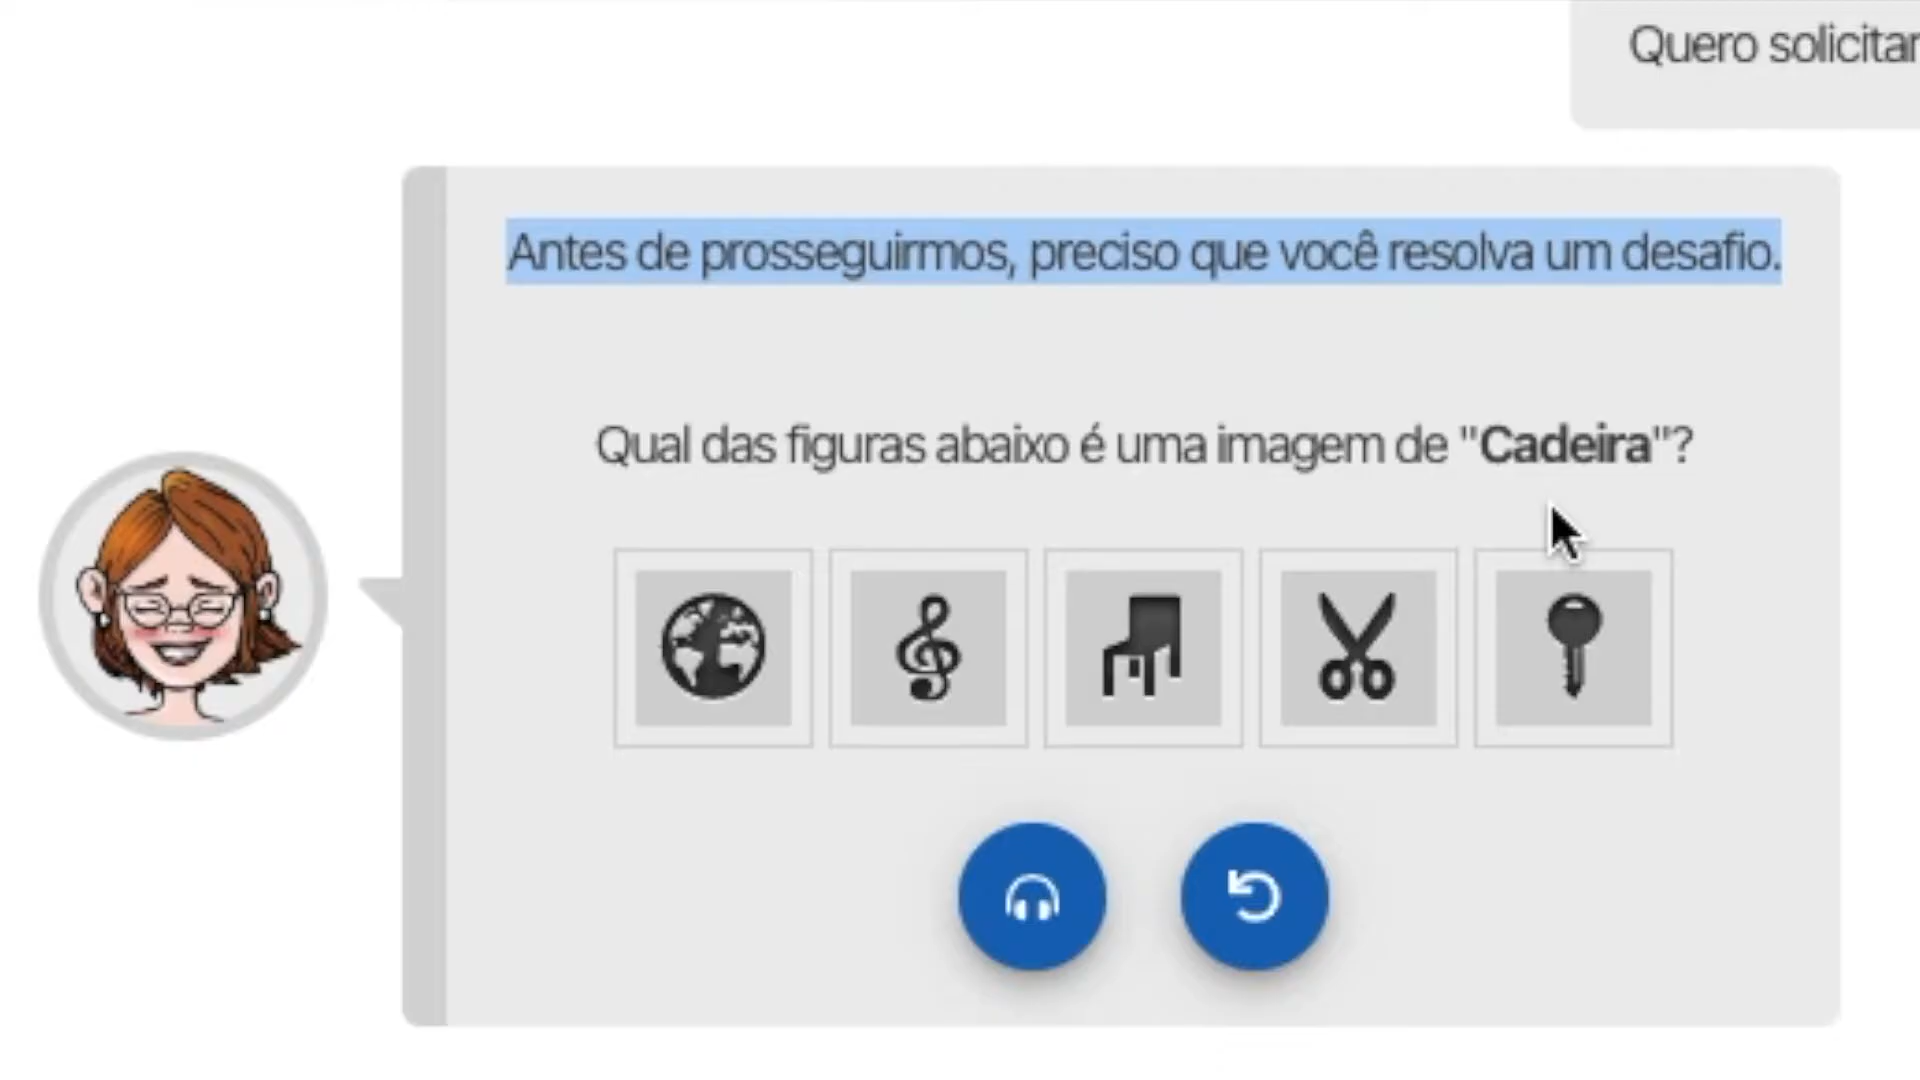 Quero solicitar
Antes de prosseguirmos, preciso que você resolva um desafio.
Qual das figuras abaixo é uma imagem de "Cadeira"?